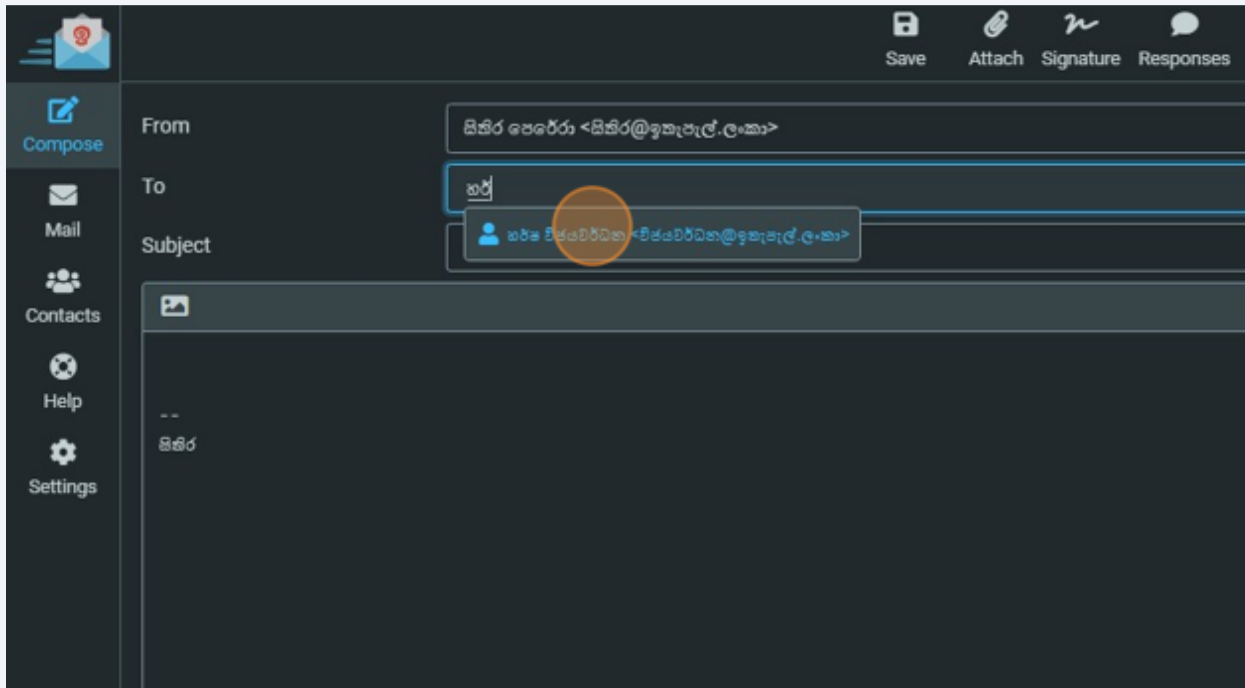 Save Attach Signature Responses
Compose
Mail
Contacts
Help
Settings
From
සිතිර පෙරේරා <සිතිර@ඉතැපැල්.ලංකා>
To
හර්
හර්ෂ විජයවර්ධන <විජයවර්ධන@ඉතැපැල්.ලංකා>
Subject
--
සිතිර